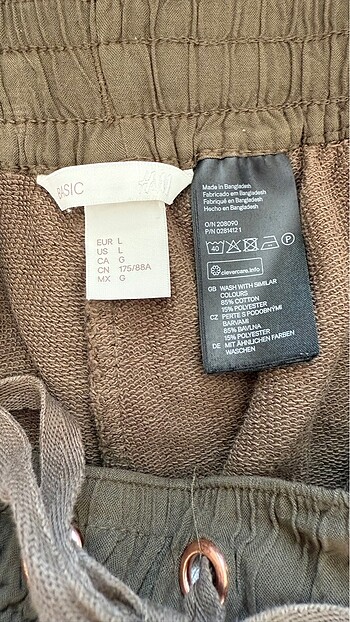 BASIC
EUR L
US L
CA G
CN 175/88A
MX G
Made in Bangladesh
Fabricado em Bangladesh
Fabriqué en Bangladesh
Hecho en Bangladesh
O/N 208090
P/N 02814121
40
P
clevercare.info
GB WASH WITH SIMILAR
COLOURS
85% COTTON
15% POLYESTER
CZ PERTE S PODOBNÝMI
BARVAMI
85% BAVLNA
15% POLYESTER
DE MIT ÄHNLICHEN FARBEN
WASCHEN